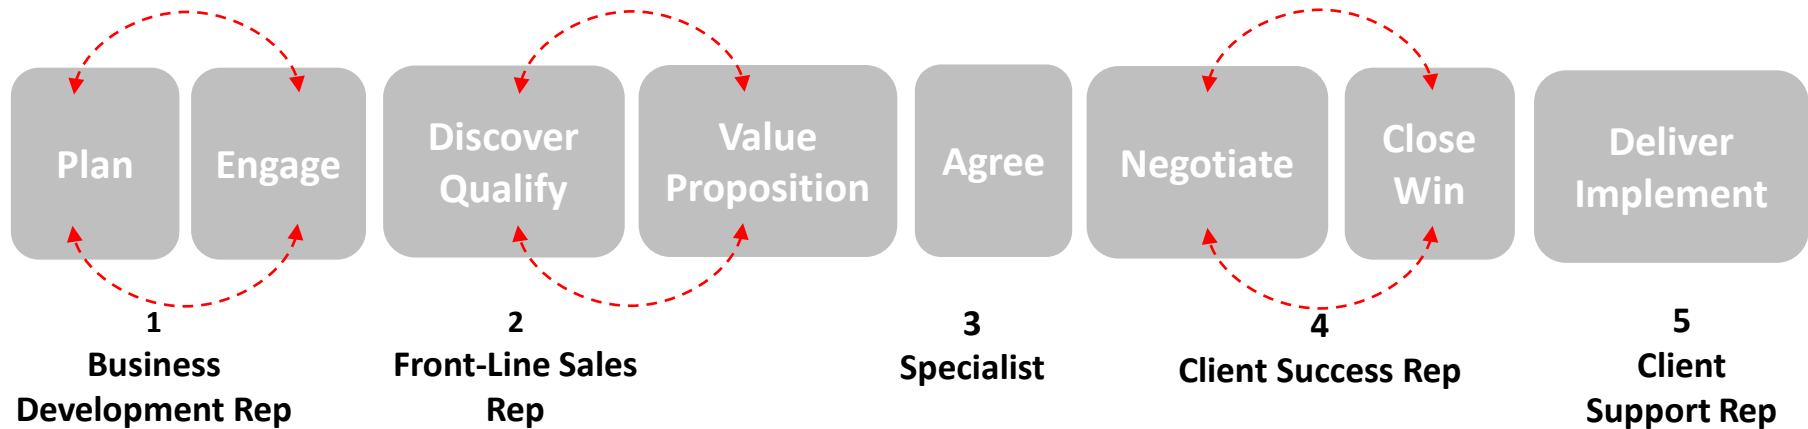 Plan
Engage
Discover
Qualify
Value
Proposition
Agree
Negotiate
Close
Win
Deliver
Implement
1
Business
Development Rep
2
Front-Line Sales
Rep
3
Specialist
4
Client Success Rep
5
Client
Support Rep